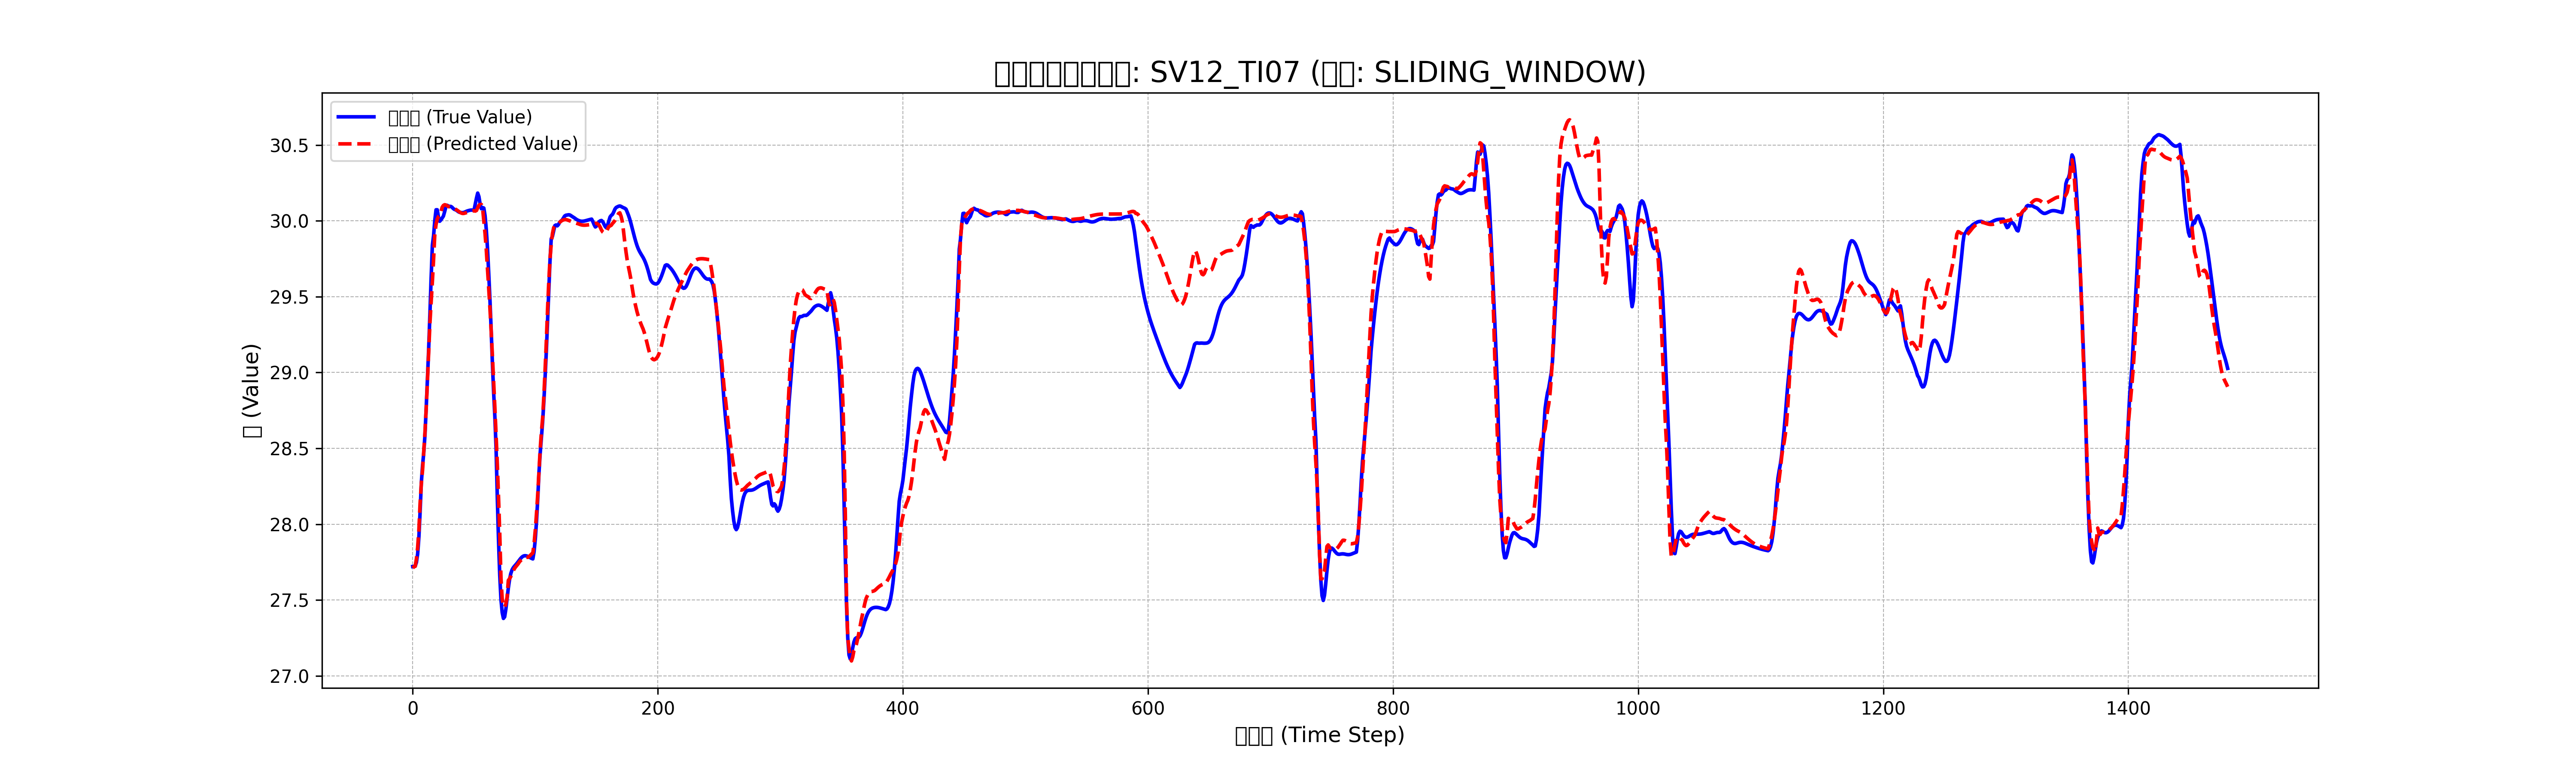 : SV12_TI07 (: SLIDING_WINDOW)
(True Value)
(Predicted Value)
(Value)
30.5
30.0
29.5
29.0
28.5
28.0
27.5
27.0
0 200 400 600 800 1000 1200 1400
(Time Step)